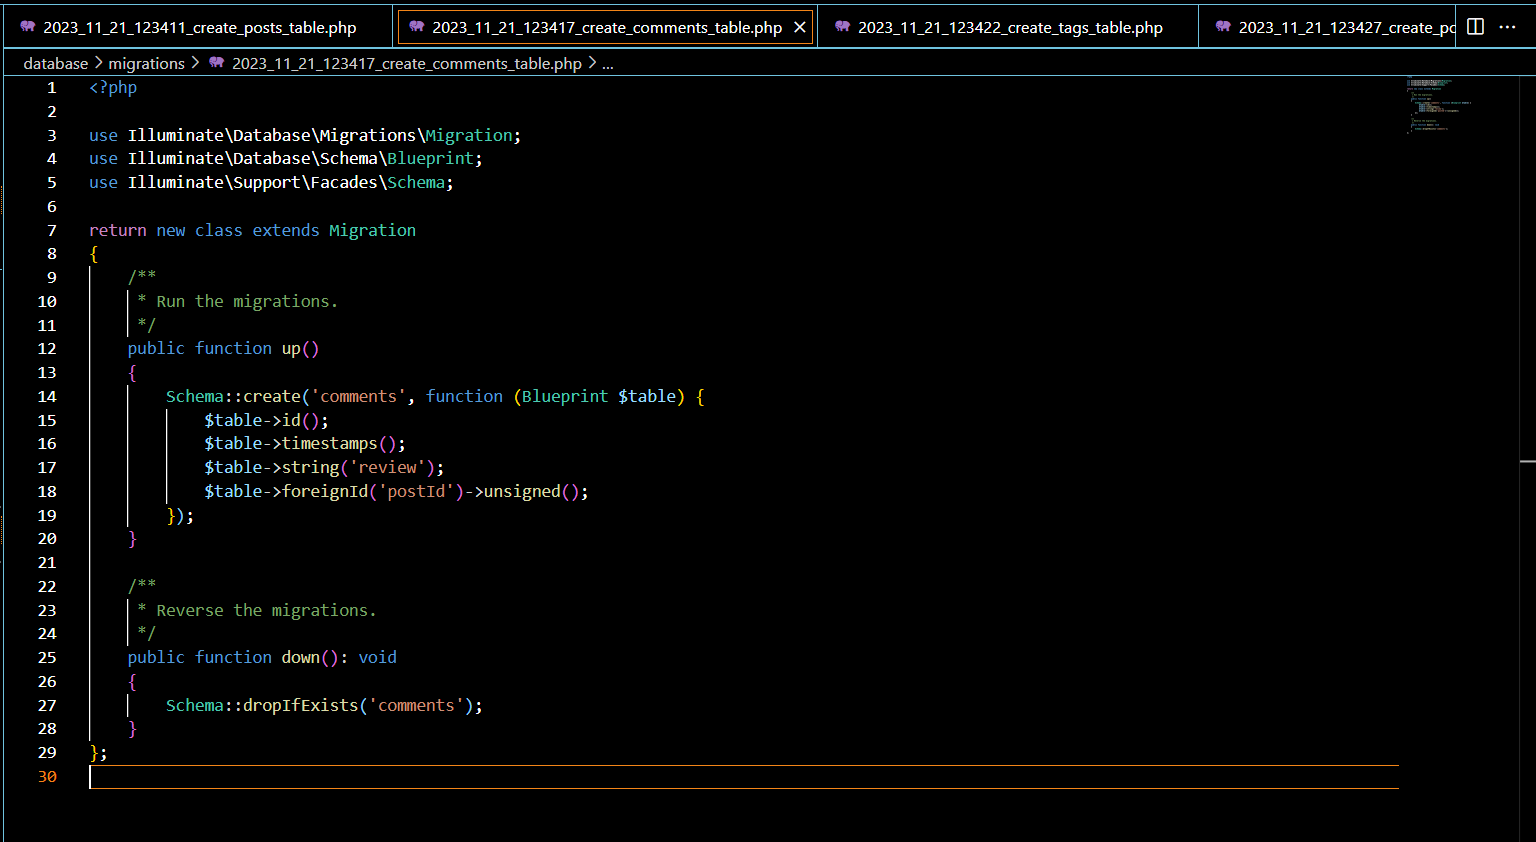 2023_11_21_123411_create_posts_table.php 2023_11_21_123417_create_comments_table.php 2023_11_21_123422_create_tags_table.php 2023_11_21_123427_create_po
database > migrations > 2023_11_21_123417_create_comments_table.php > ...
1 <?php
2
3 use Illuminate\Database\Migrations\Migration;
4 use Illuminate\Database\Schema\Blueprint;
5 use Illuminate\Support\Facades\Schema;
6
7 return new class extends Migration
8 {
9 /**
10 * Run the migrations.
11 */
12 public function up()
13 {
14 Schema::create('comments', function (Blueprint $table) {
15 $table->id();
16 $table->timestamps();
17 $table->string('review');
18 $table->foreignId('postId')->unsigned();
19 });
20 }
21
22 /**
23 * Reverse the migrations.
24 */
25 public function down(): void
26 {
27 Schema::dropIfExists('comments');
28 }
29 };
30